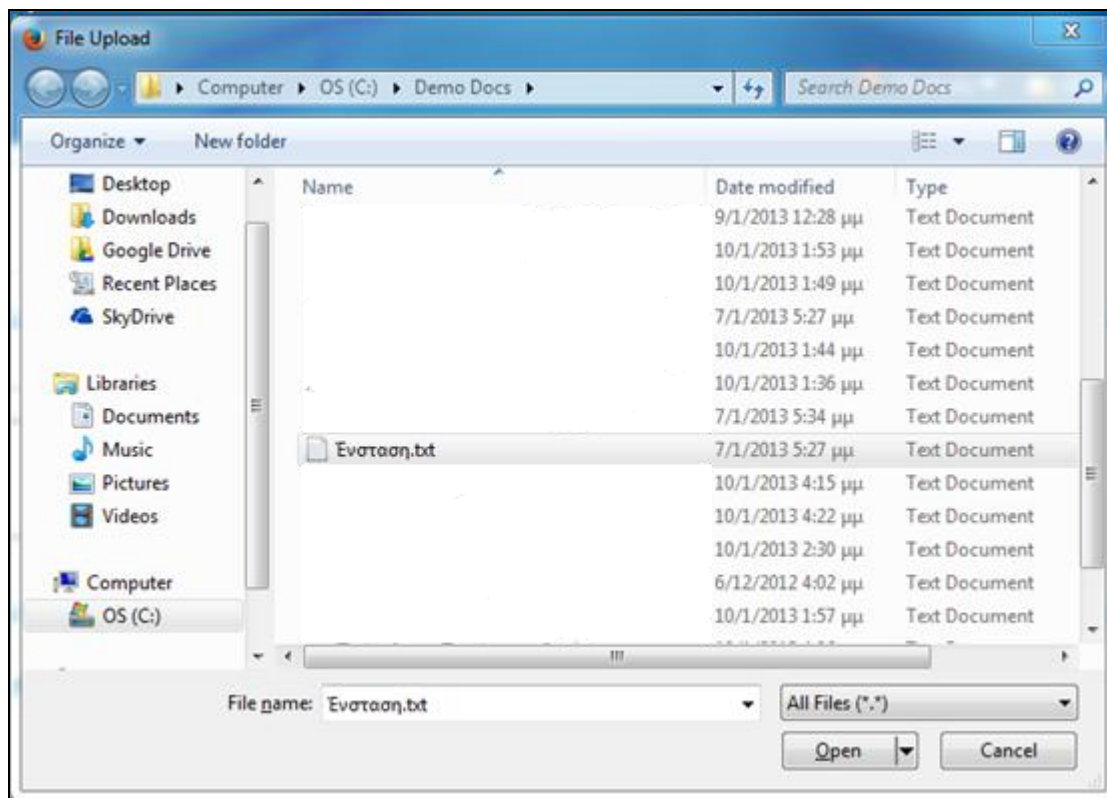 File Upload
Computer OS (C:) Demo Docs Search Demo Docs
Organize New folder
Desktop Name Date modified Type
Downloads 9/1/2013 12:28 μμ Text Document
Google Drive 10/1/2013 1:53 μμ Text Document
Recent Places 10/1/2013 1:49 μμ Text Document
SkyDrive 7/1/2013 5:27 μμ Text Document
10/1/2013 1:44 μμ Text Document
Libraries 10/1/2013 1:36 μμ Text Document
Documents 7/1/2013 5:34 μμ Text Document
Music Ένσταση.txt 7/1/2013 5:27 μμ Text Document
Pictures 10/1/2013 4:15 μμ Text Document
Videos 10/1/2013 4:22 μμ Text Document
10/1/2013 2:30 μμ Text Document
Computer 6/12/2012 4:02 μμ Text Document
OS (C:) 10/1/2013 1:57 μμ Text Document
File name: Ένσταση.txt All Files (*.*)
Open Cancel